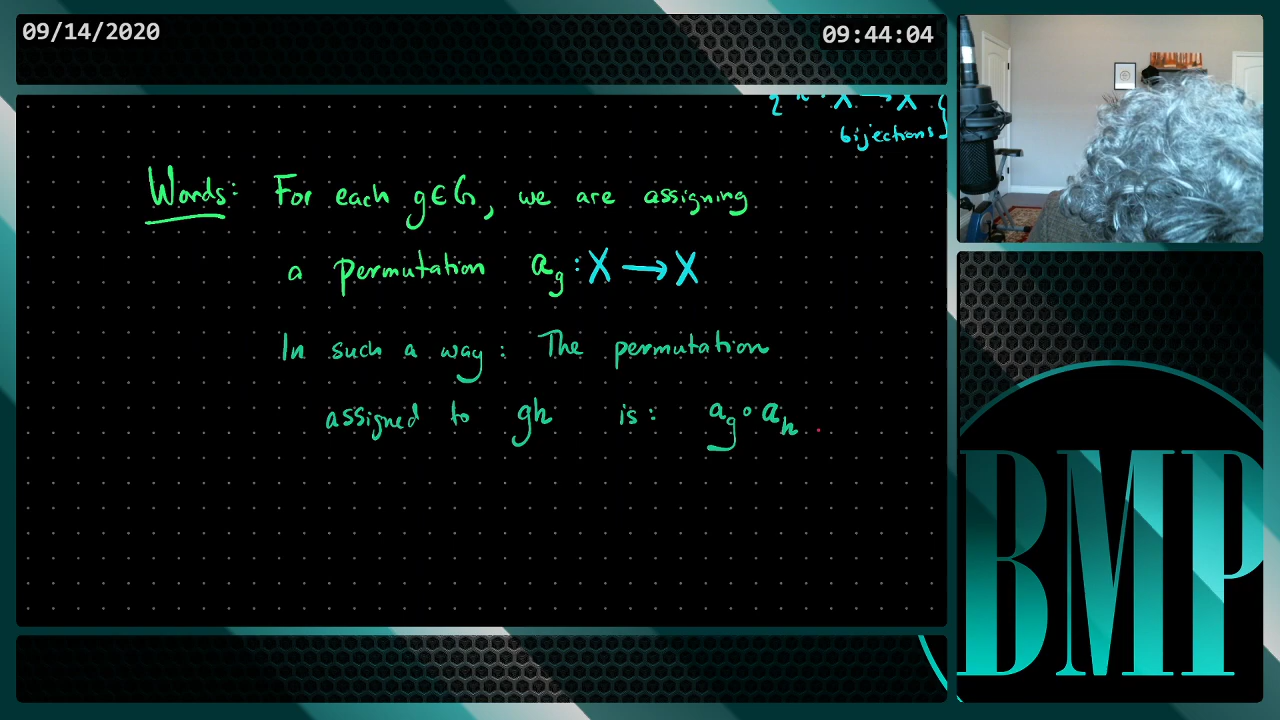 09/14/2020
09:44:04
X → X
bijections
Words: For each g∈G, we are assigning
a permutation a_g : X → X
In such a way: The permutation
assigned to gh is: a_g ∘ a_h
BMP